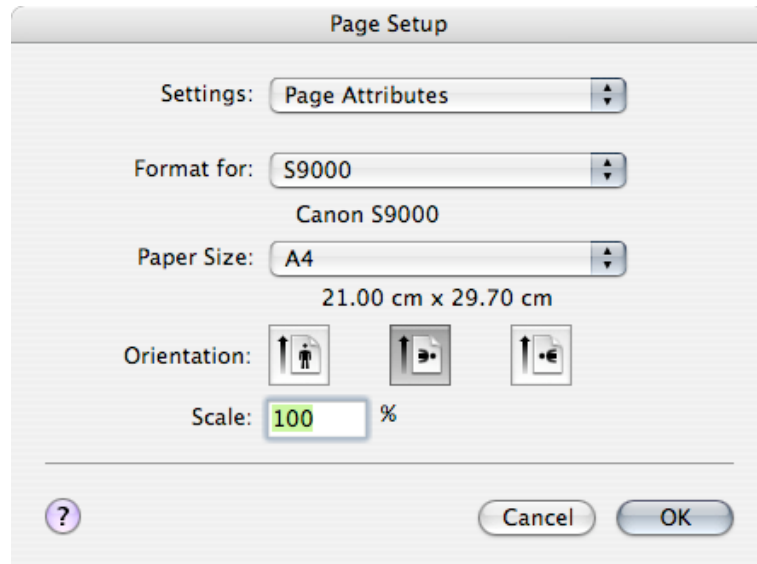 Page Setup
Settings: Page Attributes
Format for: S9000
Canon S9000
Paper Size: A4
21.00 cm x 29.70 cm
Orientation:
Scale: 100 %
? Cancel OK